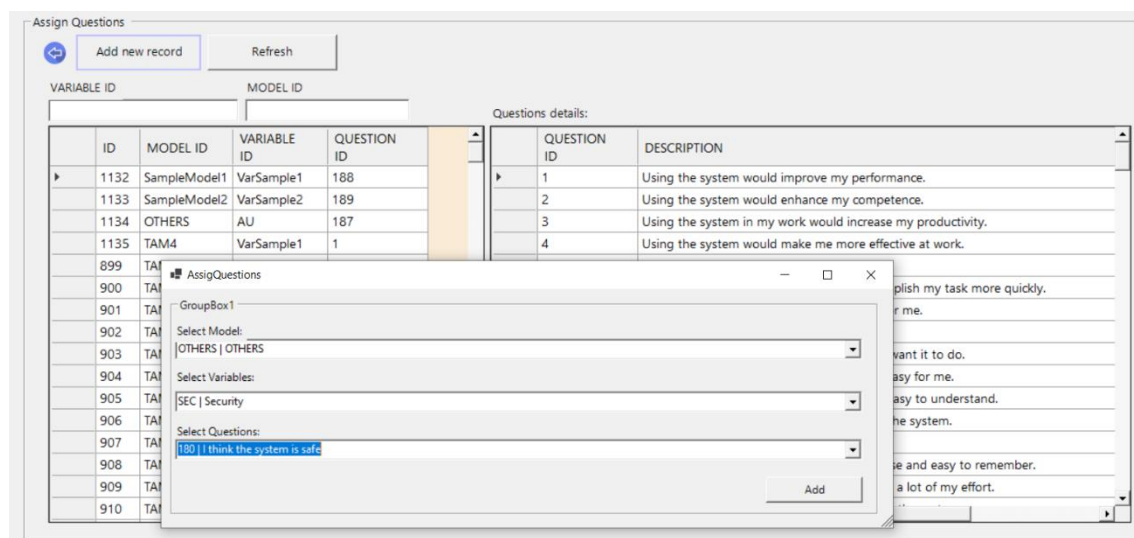 Assign Questions
Add new record Refresh
VARIABLE ID MODEL ID
Questions details:
ID MODEL ID VARIABLE ID QUESTION ID
1132 SampleModel1 VarSample1 188
1133 SampleModel2 VarSample2 189
1134 OTHERS AU 187
1135 TAM4 VarSample1 1
899
900
901
902
903
904
905
906
907
908
909
910
QUESTION ID DESCRIPTION
1 Using the system would improve my performance.
2 Using the system would enhance my competence.
3 Using the system in my work would increase my productivity.
4 Using the system would make me more effective at work.
my task more quickly.
r me.
it to do.
for me.
to understand.
system.
and easy to remember.
a lot of my effort.
AssigQuestions
GroupBox1
Select Model:
OTHERS | OTHERS
Select Variables:
SEC | Security
Select Questions:
180 | I think the system is safe
Add